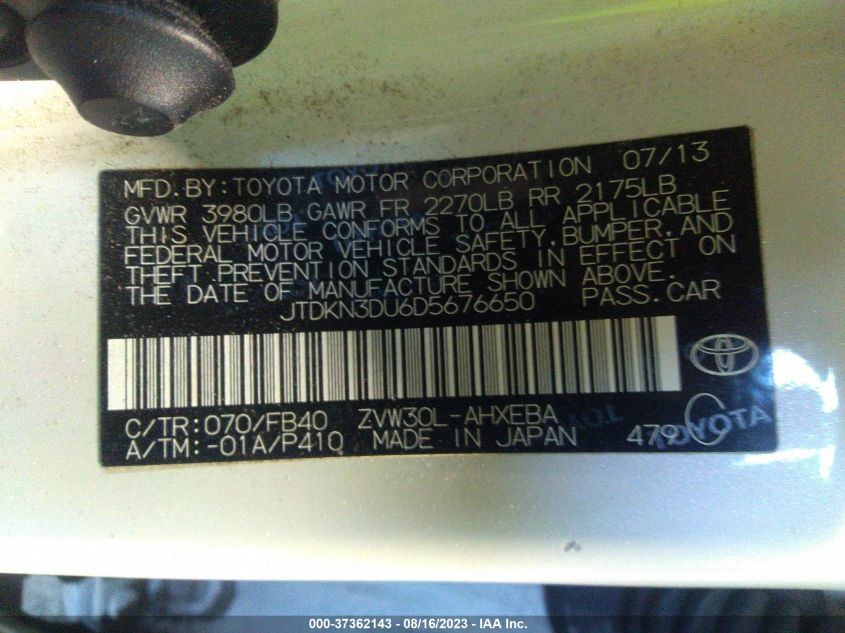 MFD. BY: TOYOTA MOTOR CORPORATION 07/13
GVWR 3980LB GAWR FR 2270LB RR 2175LB
THIS VEHICLE CONFORMS TO ALL APPLICABLE
FEDERAL MOTOR VEHICLE SAFETY, BUMPER, AND
THEFT PREVENTION STANDARDS IN EFFECT ON
THE DATE OF MANUFACTURE SHOWN ABOVE.
JTDKN3DU6D5676650 PASS. CAR
C/TR: 070/FB40 ZVW30L-AHXEBA
A/TM: -01A/P410 MADE IN JAPAN 479
TOYOTA
000-37362143 - 08/16/2023 - IAA Inc.